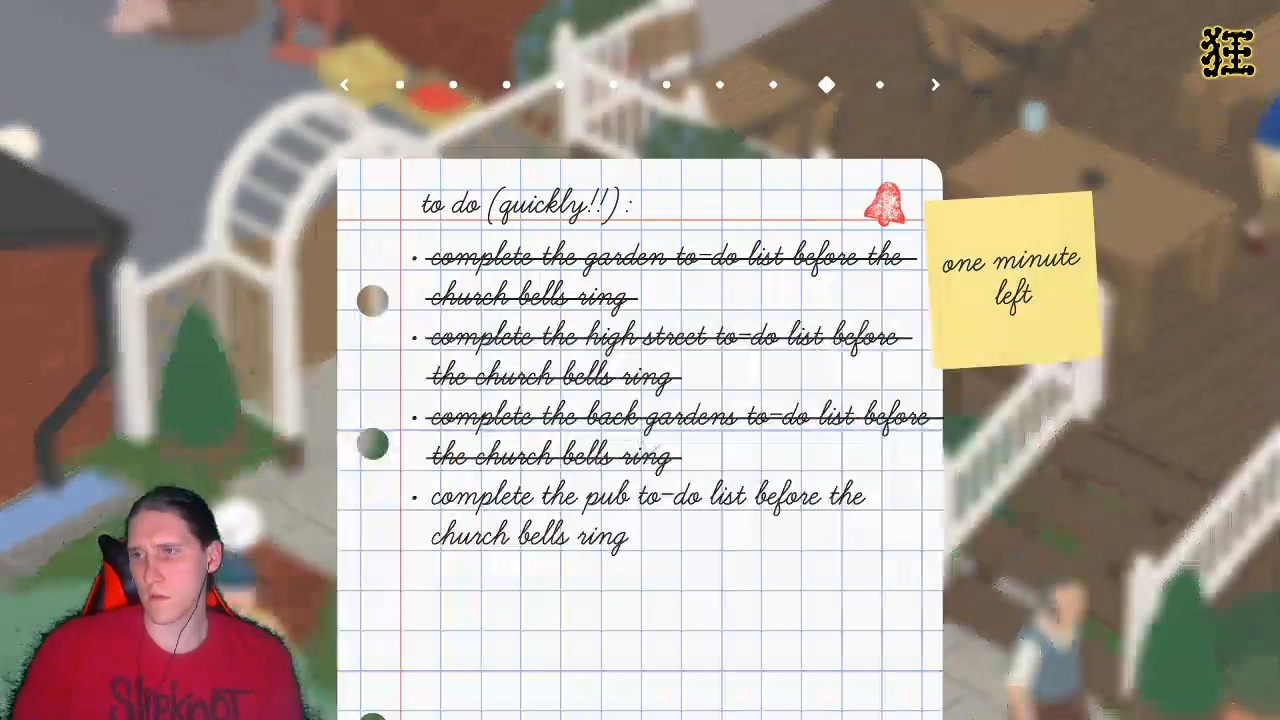 狂
to do (quickly!!) :
• complete the garden to-do list before the
church bells ring
• complete the high street to-do list before
the church bells ring
• complete the back gardens to-do list before
the church bells ring
• complete the pub to-do list before the
church bells ring
one minute
left
SlipKnoT